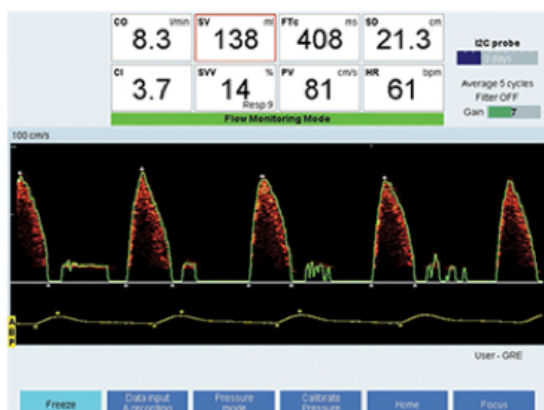 CO l/min
8.3
SV ml
138
FTc ms
408
SD cm
21.3
CI
3.7
SVV %
14
Resp 9
PV cm/s
81
HR bpm
61
Flow Monitoring Mode
I2C probe
days
Average 5 cycles
Filter OFF
Gain 7
100 cm/s
A
B
P
User - GRE
Freeze
Data input
& recording
Pressure
mode
Calibrate
Pressure
Home
Focus